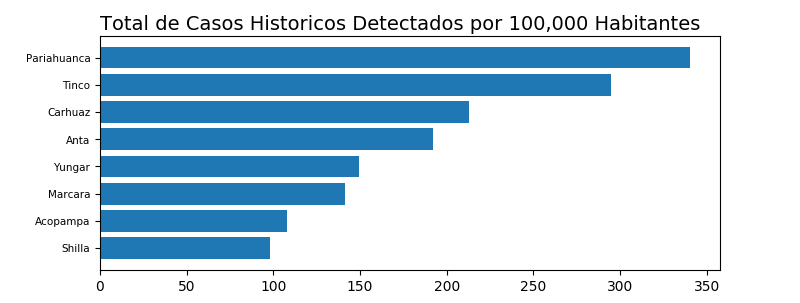 Total de Casos Historicos Detectados por 100,000 Habitantes
Pariahuanca
Tinco
Carhuaz
Anta
Yungar
Marcara
Acopampa
Shilla
0 50 100 150 200 250 300 350